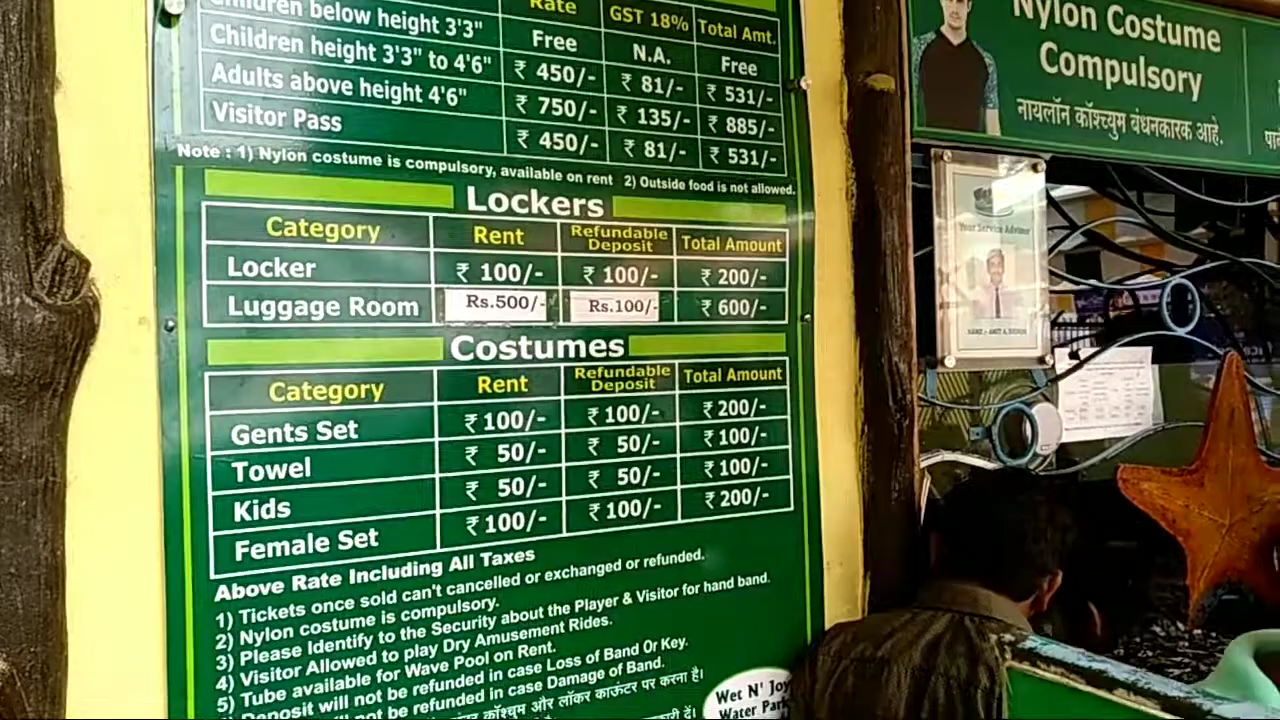 Rate GST 18% Total Amt.
Children below height 3'3" Free N.A. Free
Children height 3'3" to 4'6" ₹ 450/- ₹ 81/- ₹ 531/-
Adults above height 4'6" ₹ 750/- ₹ 135/- ₹ 885/-
Visitor Pass ₹ 450/- ₹ 81/- ₹ 531/-
Note : 1) Nylon costume is compulsory, available on rent 2) Outside food is not allowed.
Lockers
Category Rent Refundable Deposit Total Amount
Locker ₹ 100/- ₹ 100/- ₹ 200/-
Luggage Room Rs.500/- Rs.100/- ₹ 600/-
Costumes
Category Rent Refundable Deposit Total Amount
Gents Set ₹ 100/- ₹ 100/- ₹ 200/-
Towel ₹ 50/- ₹ 50/- ₹ 100/-
Kids ₹ 50/- ₹ 50/- ₹ 100/-
Female Set ₹ 100/- ₹ 100/- ₹ 200/-
Above Rate Including All Taxes
1) Tickets once sold can't cancelled or exchanged or refunded.
2) Nylon costume is compulsory.
3) Please Identify to the Security about the Player & Visitor for hand band.
4) Visitor Allowed to play Dry Amusement Rides.
5) Tube available for Wave Pool on Rent.
Deposit will not be refunded in case Loss of Band Or Key.
not be refunded in case Damage of Band.
कॉश्चुम और लॉकर काऊंटर पर करना है।
Wet N' Joy
Water Park
Nylon Costume
Compulsory
नायलॉन कॉश्च्युम बंधनकारक आहे.
Your Service Advisor